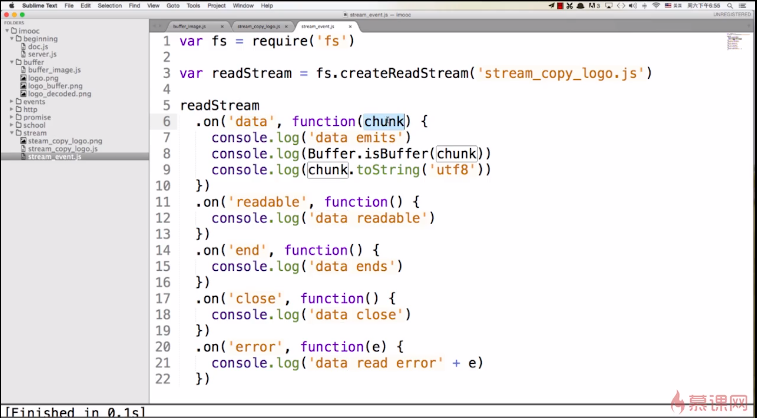 Sublime Text File Edit Selection Find View Goto Tools Project Window Help
周六下午6:56
stream_event.js — imooc
UNREGISTERED
FOLDERS
imooc
beginning
doc.js
server.js
buffer
buffer_image.js
logo.png
logo_buffer.png
logo_decoded.png
events
http
promise
school
stream
steam_copy_logo.png
stream_copy_logo.js
stream_event.js
buffer_image.js
stream_copy_logo.js
stream_event.js
1 var fs = require('fs')
2
3 var readStream = fs.createReadStream('stream_copy_logo.js')
4
5 readStream
6 .on('data', function(chunk) {
7 console.log('data emits')
8 console.log(Buffer.isBuffer(chunk))
9 console.log(chunk.toString('utf8'))
10 })
11 .on('readable', function() {
12 console.log('data readable')
13 })
14 .on('end', function() {
15 console.log('data ends')
16 })
17 .on('close', function() {
18 console.log('data close')
19 })
20 .on('error', function(e) {
21 console.log('data read error' + e)
22 })
[Finished in 0.1s]
慕课网